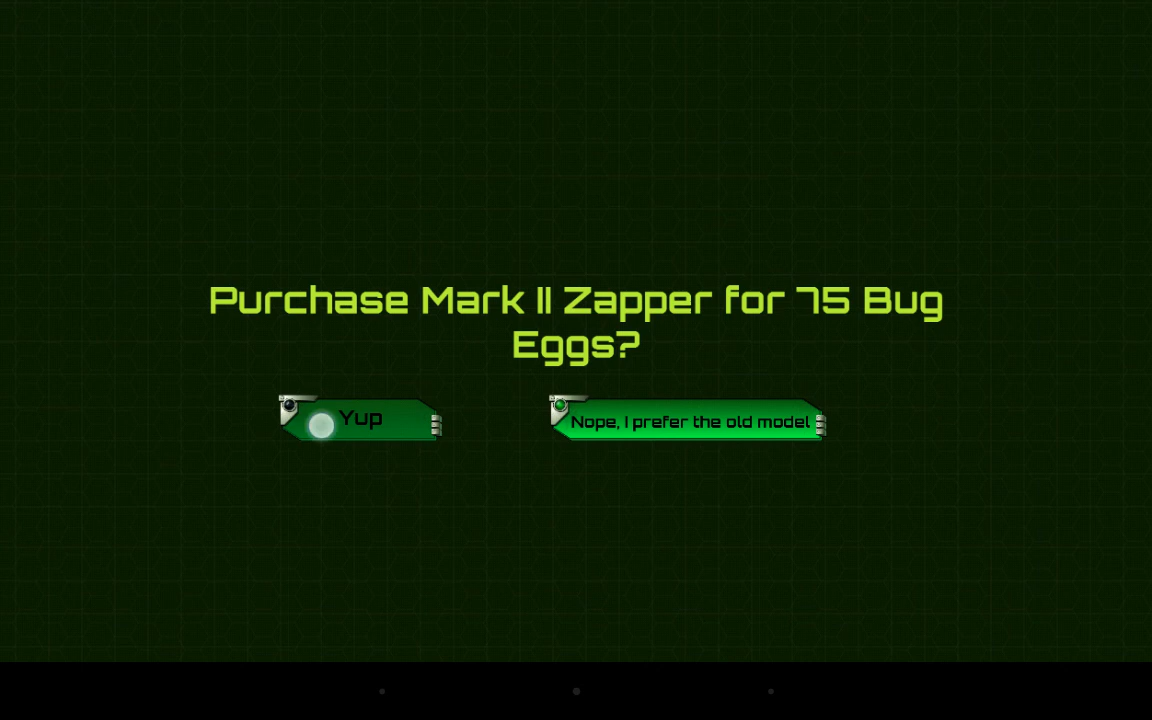 Purchase Mark II Zapper for 75 Bug
Eggs?
Yup
Nope, I prefer the old model